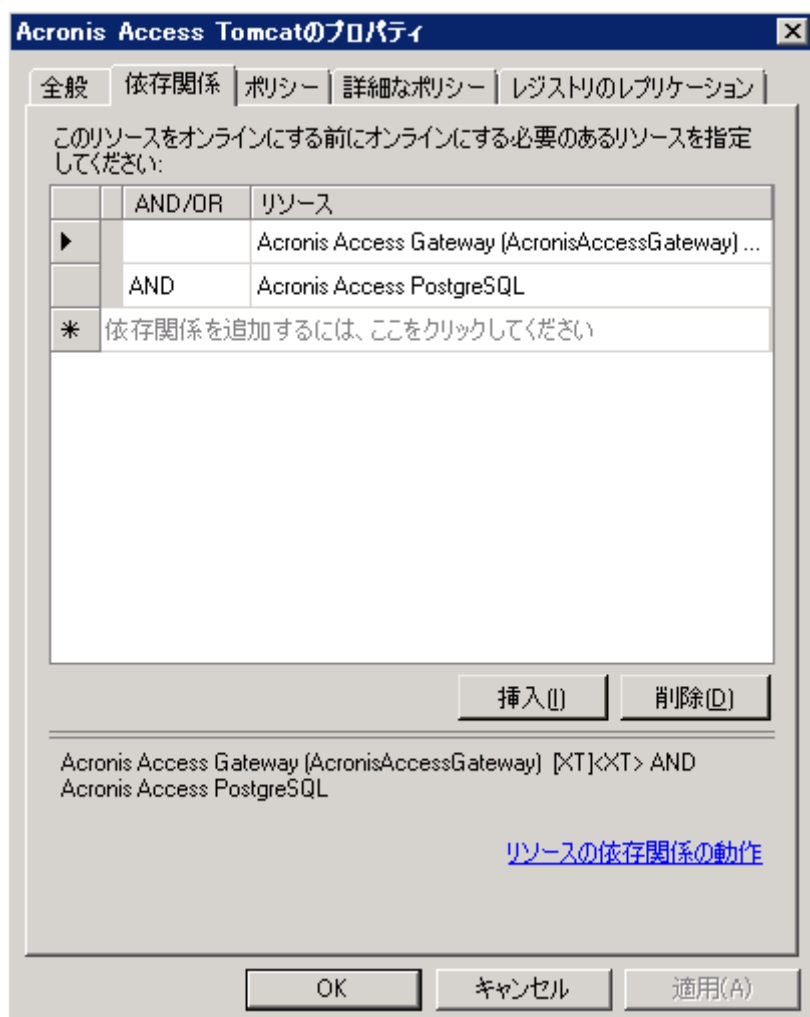 Acronis Access Tomcatのプロパティ
全般 依存関係 ポリシー 詳細なポリシー レジストリのレプリケーション
このリソースをオンラインにする前にオンラインにする必要のあるリソースを指定
してください:
AND/OR リソース
Acronis Access Gateway (AcronisAccessGateway) ...
AND Acronis Access PostgreSQL
依存関係を追加するには、ここをクリックしてください
挿入(I) 削除(D)
Acronis Access Gateway (AcronisAccessGateway) [XT]<XT> AND
Acronis Access PostgreSQL
リソースの依存関係の動作
OK キャンセル 適用(A)